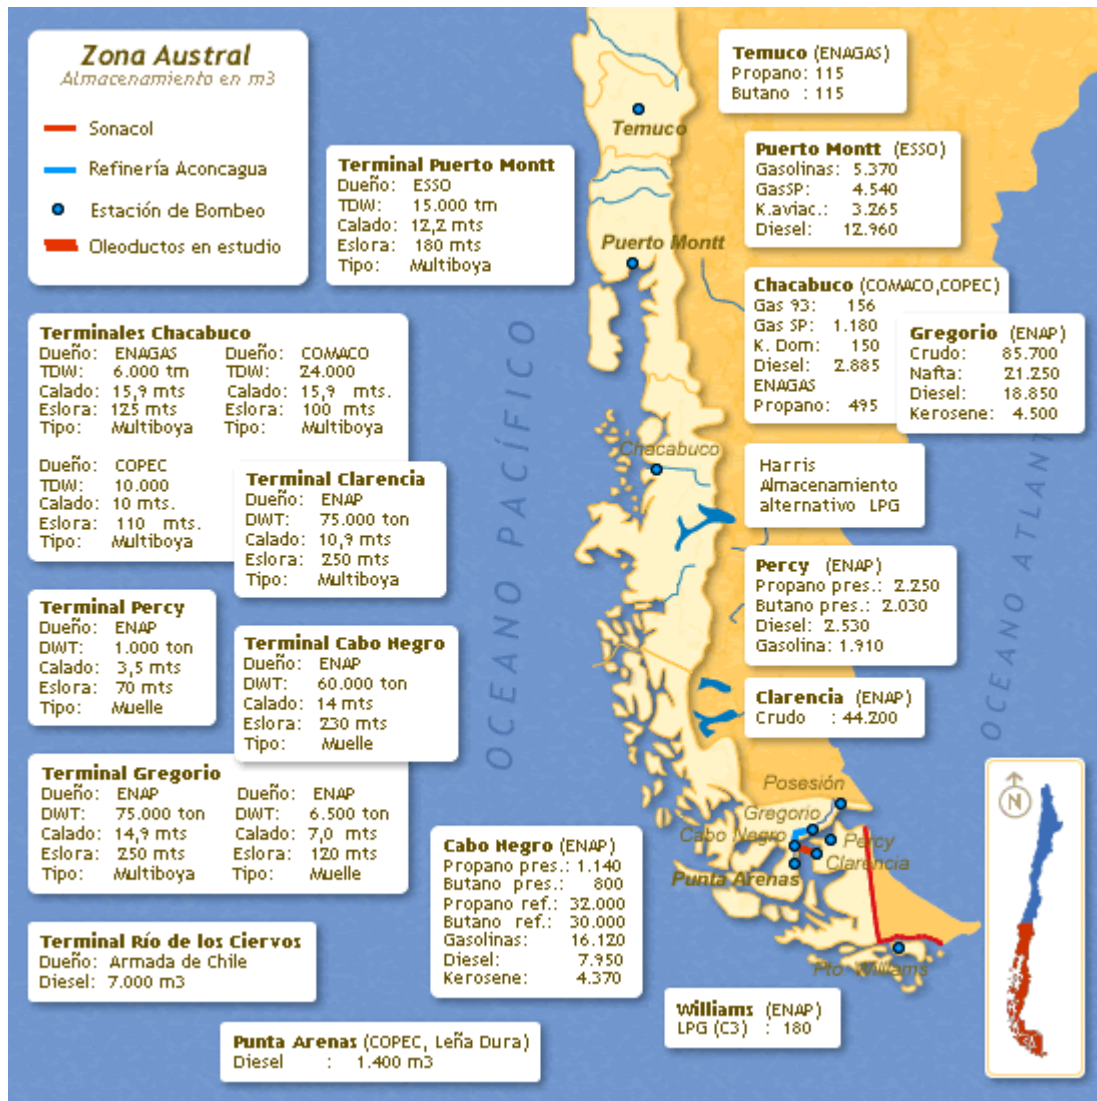 Zona Austral
Almacenamiento en m3
Sonacol
Refinería Aconcagua
Estación de Bombeo
Oleoductos en estudio
Terminal Puerto Montt
Dueño: ESSO
TDW: 15.000 tm
Calado: 12,2 mts
Eslora: 180 mts
Tipo: Multiboya
Temuco (ENAGAS)
Propano: 115
Butano : 115
Puerto Montt (ESSO)
Gasolinas: 5.370
GasSP: 4.540
K.aviac.: 3.265
Diesel: 12.960
Chacabuco (COMACO,COPEC)
Gas 93: 156
Gas SP: 1.180
K. Dom: 150
Diesel: 2.885
ENAGAS
Propano: 495
Gregorio (ENAP)
Crudo: 85.700
Nafta: 21.250
Diesel: 18.850
Kerosene: 4.500
Terminales Chacabuco
Dueño: ENAGAS Dueño: COMACO
TDW: 6.000 tm TDW: 24.000
Calado: 15,9 mts Calado: 15,9 mts.
Eslora: 125 mts Eslora: 100 mts
Tipo: Multiboya Tipo: Multiboya
Dueño: COPEC
TDW: 10.000
Calado: 10 mts.
Eslora: 110 mts.
Tipo: Multiboya
Terminal Clarencia
Dueño: ENAP
DWT: 75.000 ton
Calado: 10,9 mts
Eslora: 250 mts
Tipo: Multiboya
Harris
Almacenamiento
alternativo LPG
Percy (ENAP)
Propano pres.: 2.250
Butano pres.: 2.030
Diesel: 2.530
Gasolina: 1.910
Clarencia (ENAP)
Crudo : 44.200
Terminal Percy
Dueño: ENAP
DWT: 1.000 ton
Calado: 3,5 mts
Eslora: 70 mts
Tipo: Muelle
Terminal Cabo Negro
Dueño: ENAP
DWT: 60.000 ton
Calado: 14 mts
Eslora: 230 mts
Tipo: Muelle
Terminal Gregorio
Dueño: ENAP Dueño: ENAP
DWT: 75.000 ton DWT: 6.500 ton
Calado: 14,9 mts Calado: 7,0 mts
Eslora: 250 mts Eslora: 120 mts
Tipo: Multiboya Tipo: Muelle
Cabo Negro (ENAP)
Propano pres.: 1.140
Butano pres.: 800
Propano ref.: 32.000
Butano ref.: 30.000
Gasolinas: 16.120
Diesel: 7.950
Kerosene: 4.370
Terminal Río de los Ciervos
Dueño: Armada de Chile
Diesel: 7.000 m3
Punta Arenas (COPEC, Leña Dura)
Diesel : 1.400 m3
Williams (ENAP)
LPG (C3) : 180
Temuco
Puerto Montt
Chacabuco
Posesión
Gregorio
Cabo Negro
Percy
Clarencia
Punta Arenas
Pto. Williams
OCEANO PACÍFICO
OCEANO
N